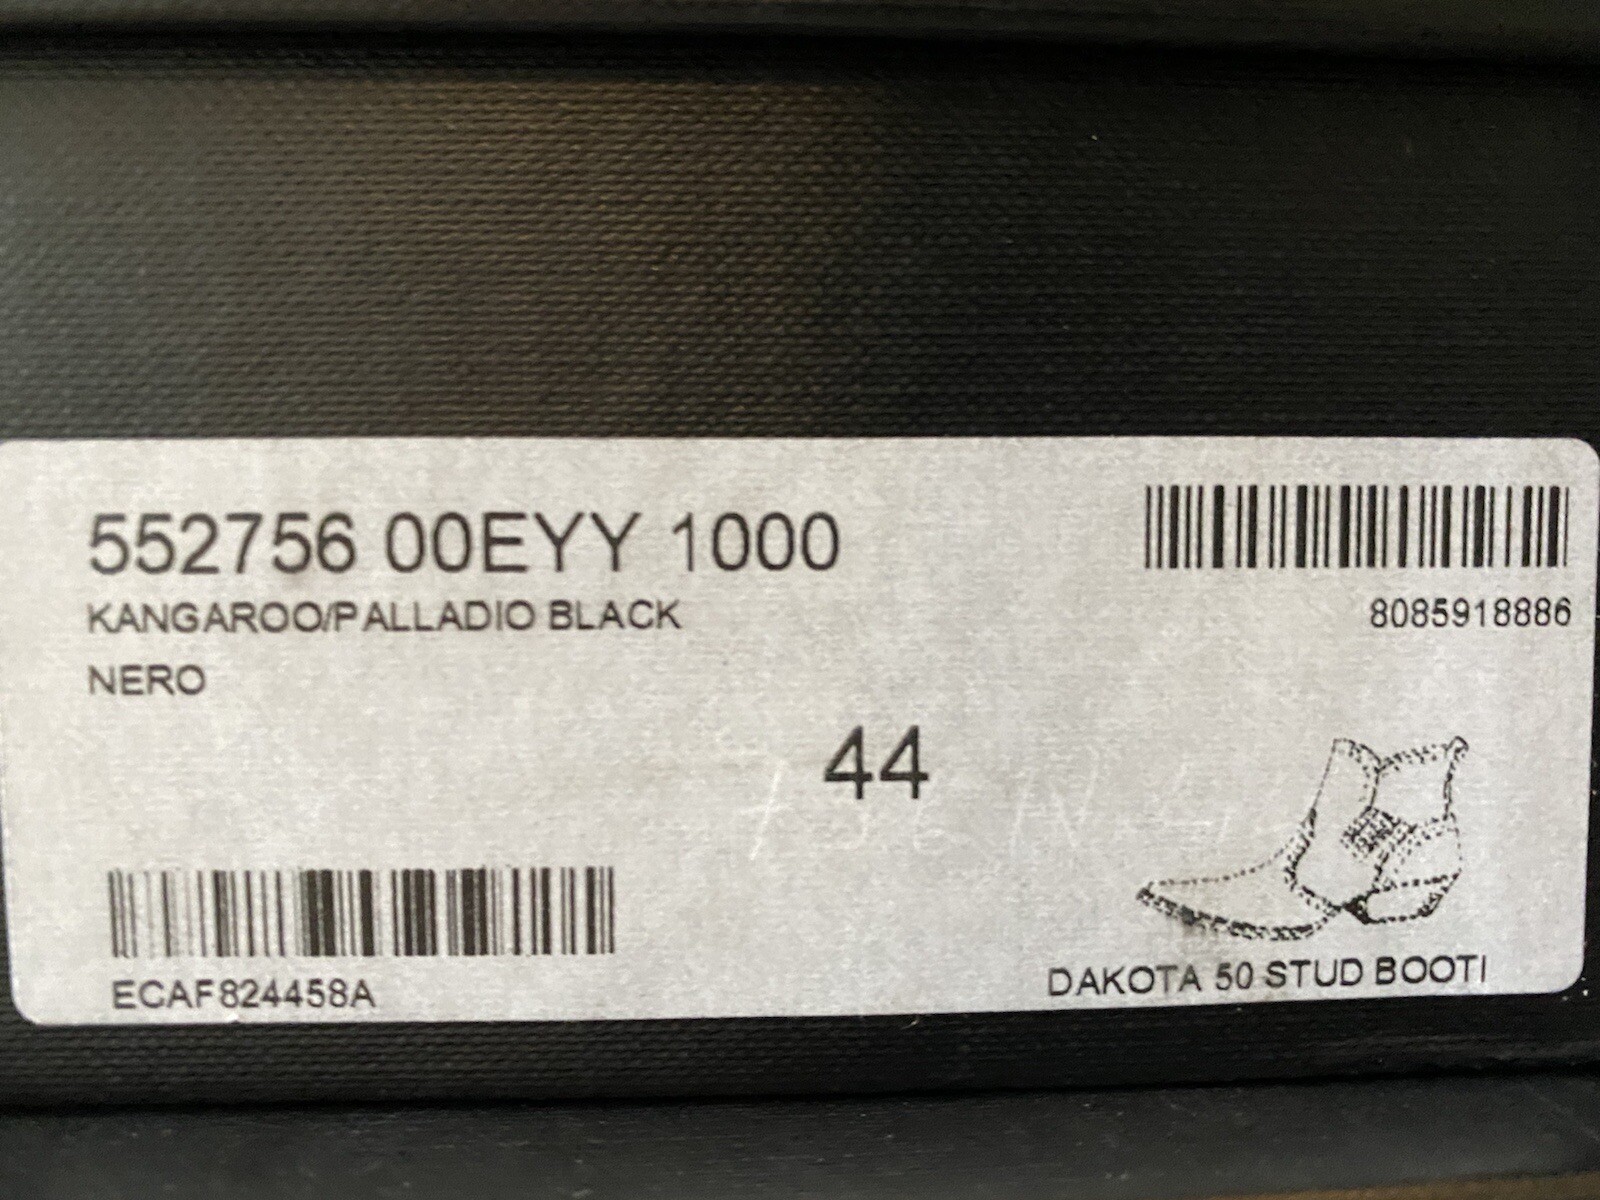 552756 00EYY 1000
KANGAROO/PALLADIO BLACK
NERO
8085918886
44
ECAF824458A
DAKOTA 50 STUD BOOTI